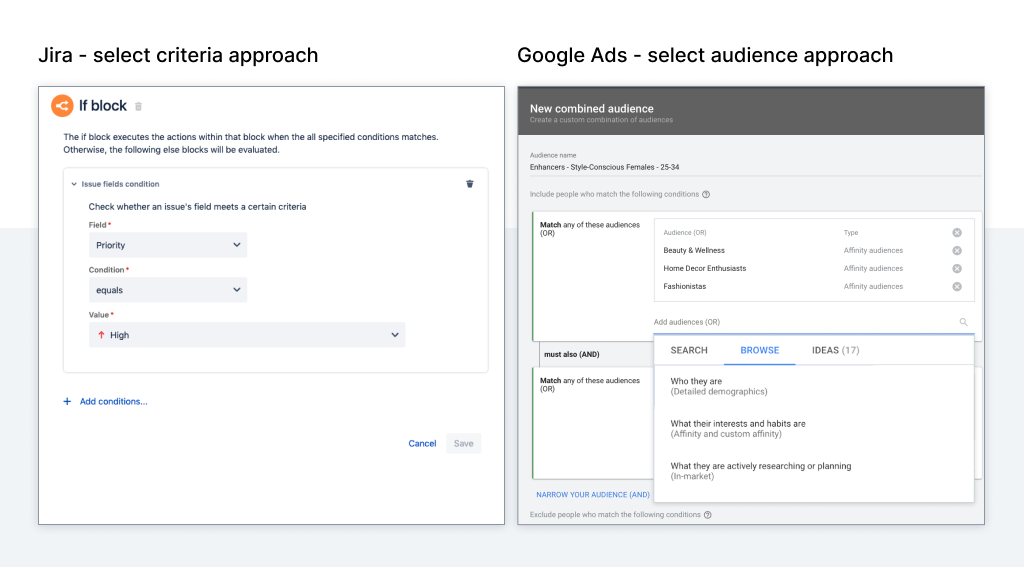 Jira - select criteria approach
If block
The if block executes the actions within that block when the all specified conditions matches.
Otherwise, the following else blocks will be evaluated.
Issue fields condition
Check whether an issue's field meets a certain criteria
Field*
Priority
Condition*
equals
Value*
High
+ Add conditions...
Cancel Save
Google Ads - select audience approach
New combined audience
Create a custom combination of audiences
Audience name
Enhancers - Style-Conscious Females - 25-34
Include people who match the following conditions ?
Match any of these audiences
(OR)
Audience (OR) Type
Beauty & Wellness Affinity audiences
Home Decor Enthusiasts Affinity audiences
Fashionistas Affinity audiences
Add audiences (OR)
must also (AND)
Match any of these audiences
(OR)
SEARCH BROWSE IDEAS (17)
Who they are
(Detailed demographics)
What their interests and habits are
(Affinity and custom affinity)
What they are actively researching or planning
(In-market)
NARROW YOUR AUDIENCE (AND)
Exclude people who match the following conditions ?